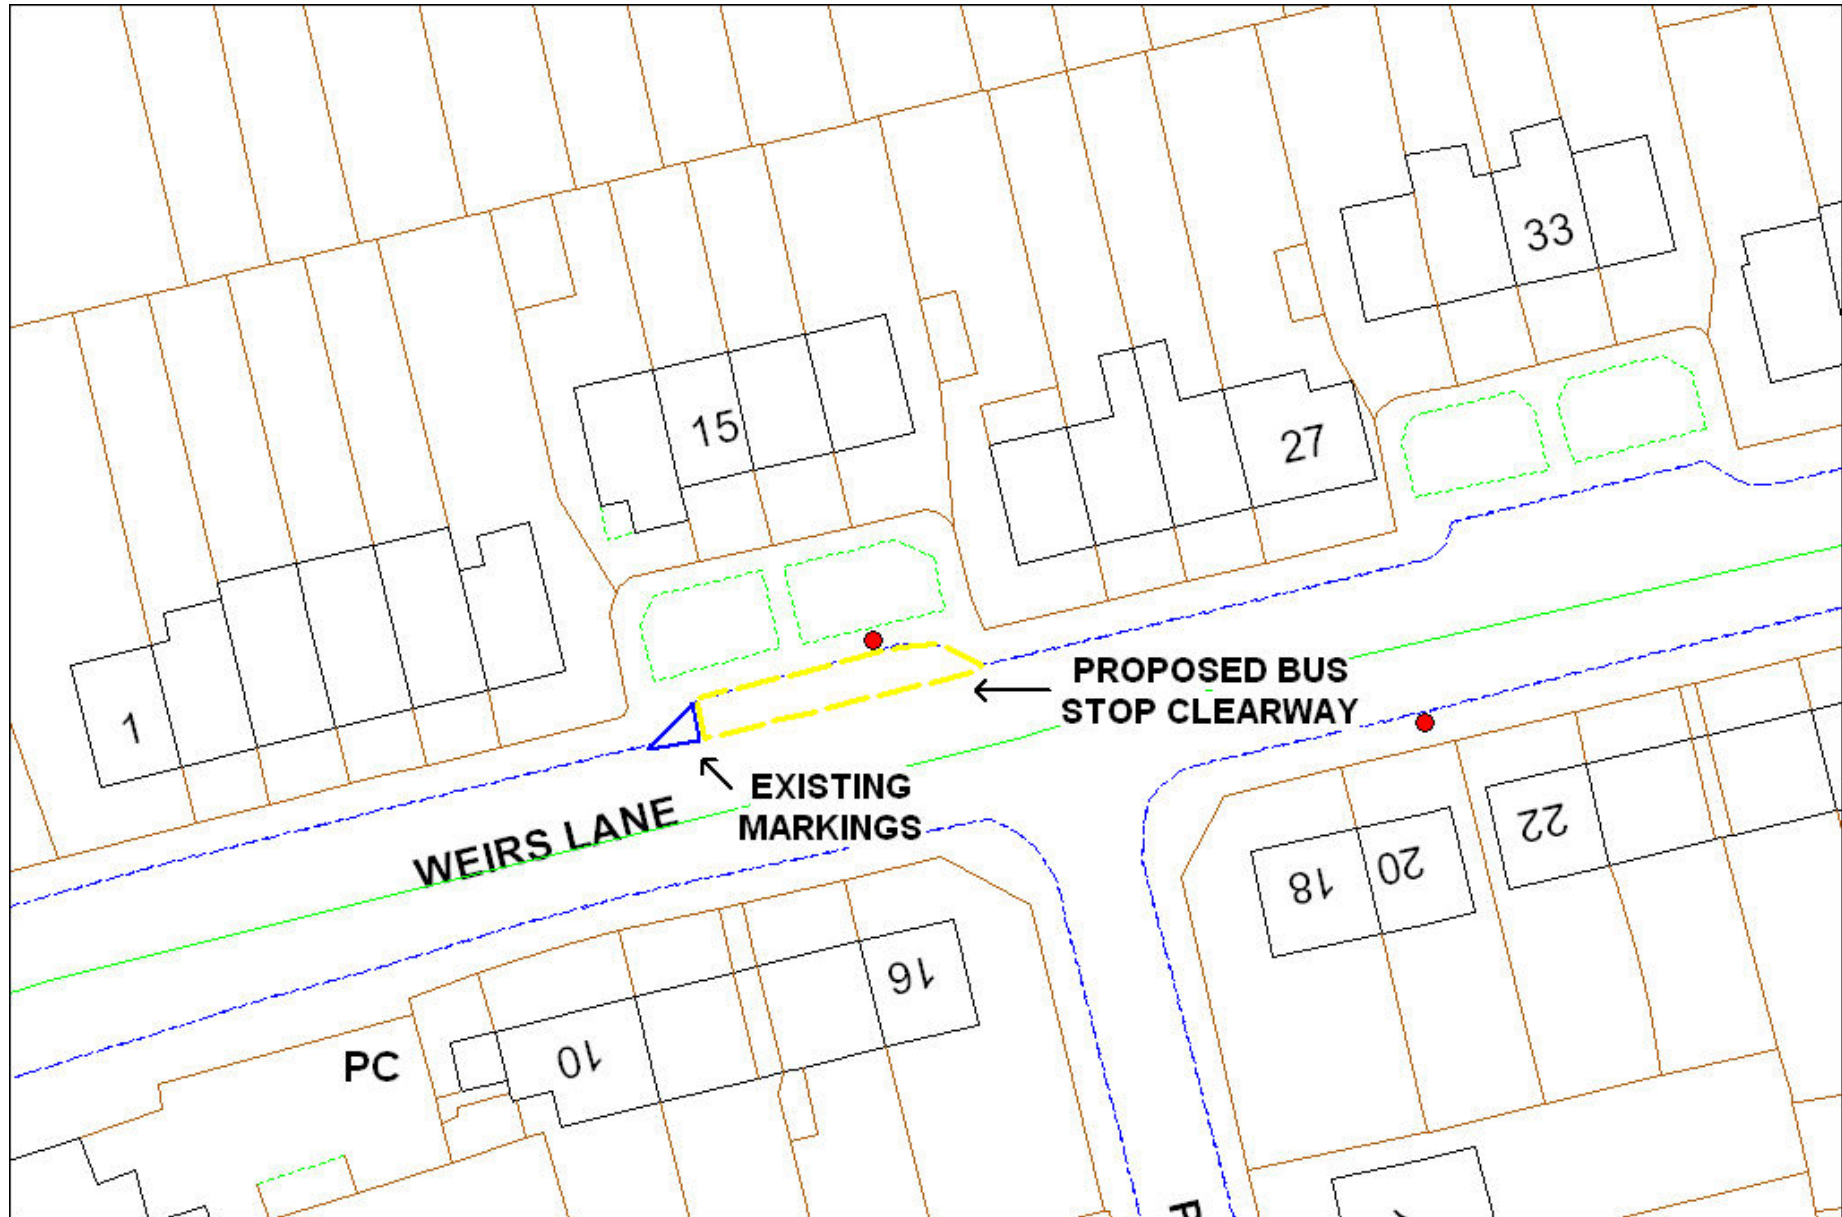 33
15
27
PROPOSED BUS
STOP CLEARWAY
1
EXISTING
MARKINGS
WEIRS LANE
22
20
18
16
10
PC